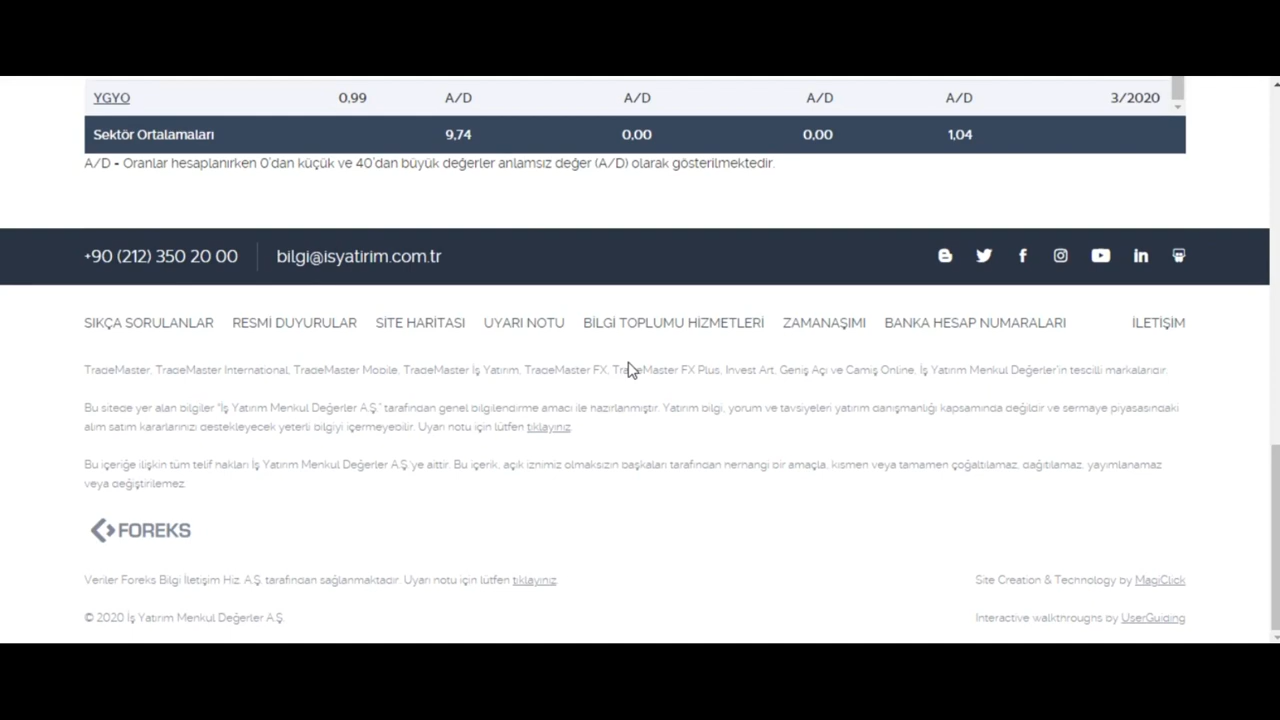 YGYO 0,99 A/D A/D A/D A/D 3/2020
Sektör Ortalamaları 9,74 0,00 0,00 1,04
A/D - Oranlar hesaplanırken 0'dan küçük ve 40'dan büyük değerler anlamsız değer (A/D) olarak gösterilmektedir.
+90 (212) 350 20 00 bilgi@isyatirim.com.tr
SIKÇA SORULANLAR RESMİ DUYURULAR SİTE HARİTASI UYARI NOTU BİLGİ TOPLUMU HİZMETLERİ ZAMANAŞIMI BANKA HESAP NUMARALARI İLETİŞİM
TradeMaster, TradeMaster International, TradeMaster Mobile, TradeMaster İş Yatırım, TradeMaster FX, TradeMaster FX Plus, Invest Art, Geniş Açı ve Camiş Online, İş Yatırım Menkul Değerler'in tescilli markalarıdır.
Bu sitede yer alan bilgiler "İş Yatırım Menkul Değerler A.Ş." tarafından genel bilgilendirme amacı ile hazırlanmıştır. Yatırım bilgi, yorum ve tavsiyeleri yatırım danışmanlığı kapsamında değildir ve sermaye piyasasındaki
alım satım kararlarınızı destekleyecek yeterli bilgiyi içermeyebilir. Uyarı notu için lütfen tıklayınız.
Bu içeriğe ilişkin tüm telif hakları İş Yatırım Menkul Değerler A.Ş.'ye aittir. Bu içerik, açık iznimiz olmaksızın başkaları tarafından herhangi bir amaçla, kısmen veya tamamen çoğaltılamaz, dağıtılamaz, yayımlanamaz
veya değiştirilemez.
FOREKS
Veriler Foreks Bilgi İletişim Hiz. A.Ş. tarafından sağlanmaktadır. Uyarı notu için lütfen tıklayınız. Site Creation & Technology by MagiClick
© 2020 İş Yatırım Menkul Değerler A.Ş. Interactive walkthroughs by UserGuiding